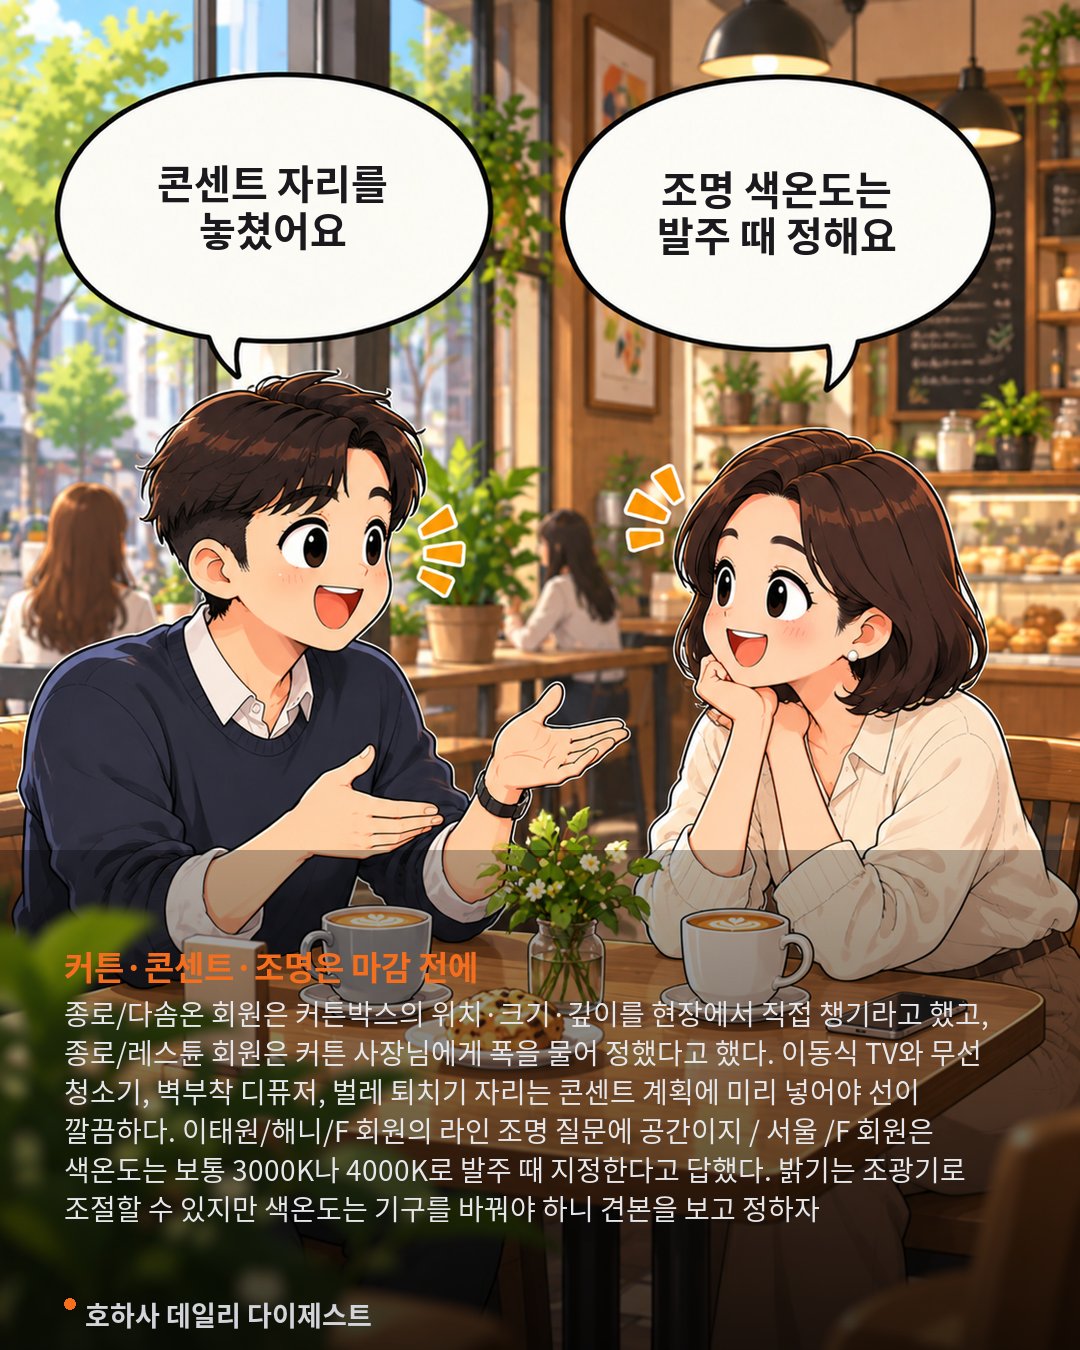 콘센트 자리를
놓쳤어요
조명 색온도는
발주 때 정해요
커튼·콘센트·조명은 마감 전에
종로/다솜온 회원은 커튼박스의 위치·크기·깊이를 현장에서 직접 챙기라고 했고,
종로/레스튠 회원은 커튼 사장님에게 폭을 물어 정했다고 했다. 이동식 TV와 무선
청소기, 벽부착 디퓨저, 벌레 퇴치기 자리는 콘센트 계획에 미리 넣어야 선이
깔끔하다. 이태원/해니/F 회원의 라인 조명 질문에 공간이지 / 서울 /F 회원은
색온도는 보통 3000K나 4000K로 발주 때 지정한다고 답했다. 밝기는 조광기로
조절할 수 있지만 색온도는 기구를 바꿔야 하니 견본을 보고 정하자
호하사 데일리 다이제스트